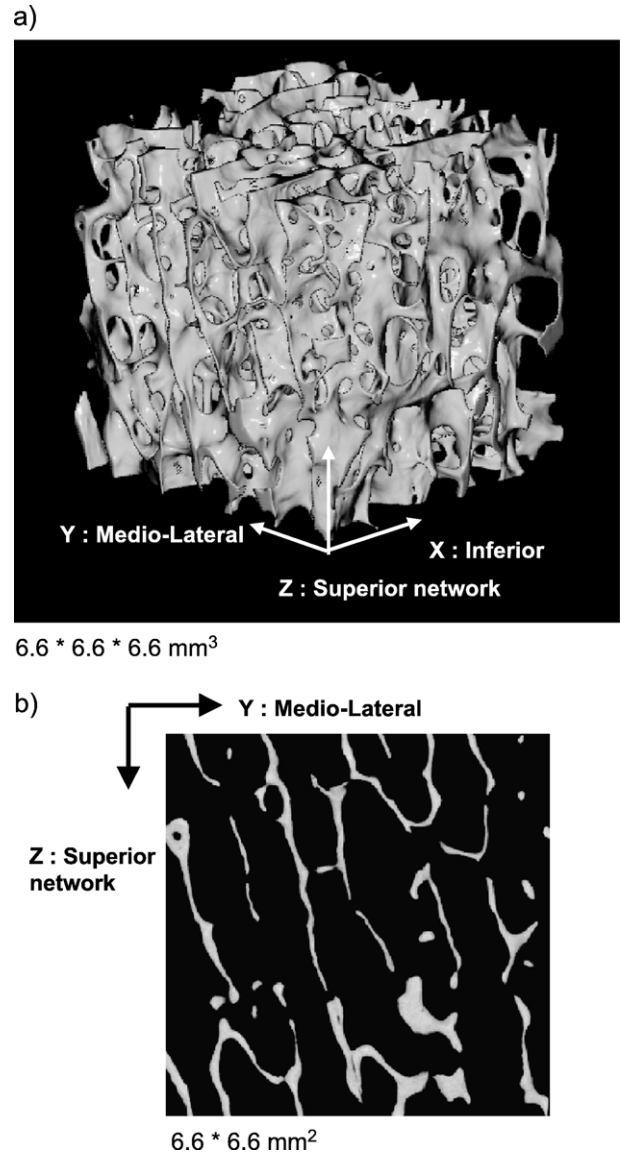 a)
Y : Medio-Lateral
X : Inferior
Z : Superior network
6.6 * 6.6 * 6.6 mm³
b)
Y : Medio-Lateral
Z : Superior
network
6.6 * 6.6 mm²